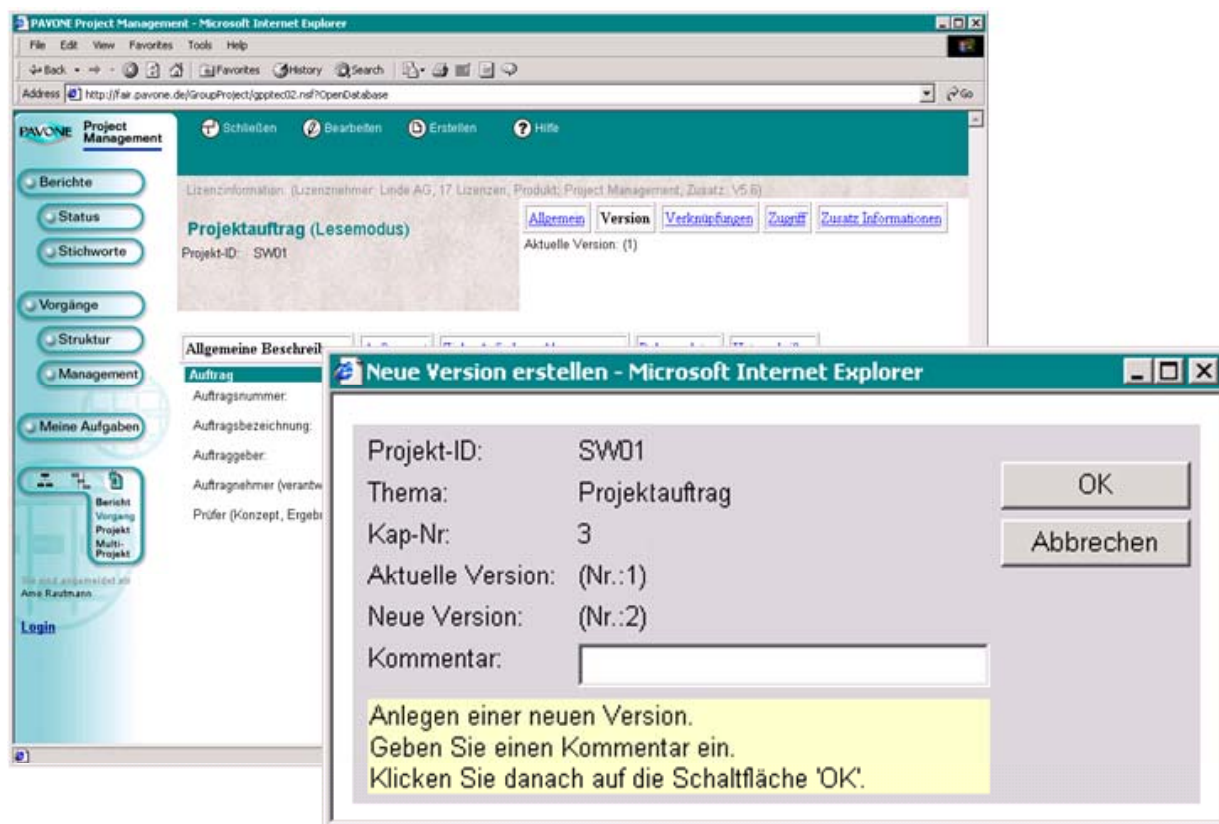 PAVONE Project Management - Microsoft Internet Explorer
File Edit View Favorites Tools Help
Back Favorites History Search
Address http://fair.pavone.de/GroupProject/gpptec02.nsf?OpenDatabase Go
PAVONE Project Management
Schließen Bearbeiten Erstellen Hilfe
Berichte
Status
Stichworte
Vorgänge
Struktur
Management
Meine Aufgaben
Bericht
Vorgang
Projekt
Multi-
Projekt
Sie sind angemeldet als
Login
Lizenzinformation: (Lizenznehmer: Linde AG, 17 Lizenzen, Produkt: Project Management, Zusatz: V5.6)
Projektauftrag (Lesemodus)
Projekt-ID: SW01
Allgemein Version Verknüpfungen Zugriff Zusatz Informationen
Aktuelle Version: (1)
Allgemeine Beschreib
Auftrag
Auftragsnummer:
Auftragsbezeichnung:
Auftraggeber:
Auftragnehmer (verantw
Prüfer (Konzept, Ergebn
Neue Version erstellen - Microsoft Internet Explorer
Projekt-ID: SW01
Thema: Projektauftrag
Kap-Nr: 3
Aktuelle Version: (Nr.:1)
Neue Version: (Nr.:2)
Kommentar:
OK
Abbrechen
Anlegen einer neuen Version.
Geben Sie einen Kommentar ein.
Klicken Sie danach auf die Schaltfläche 'OK'.